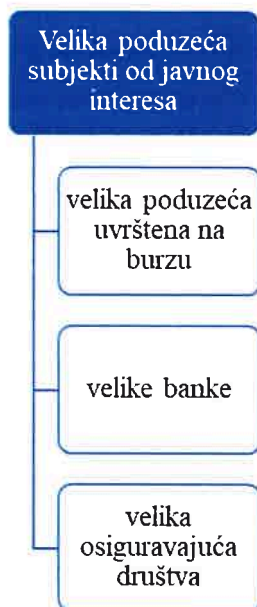 Velika poduzeća
subjekti od javnog
interesa
velika poduzeća
uvrštena na
burzu
velike banke
velika
osiguravajuća
društva